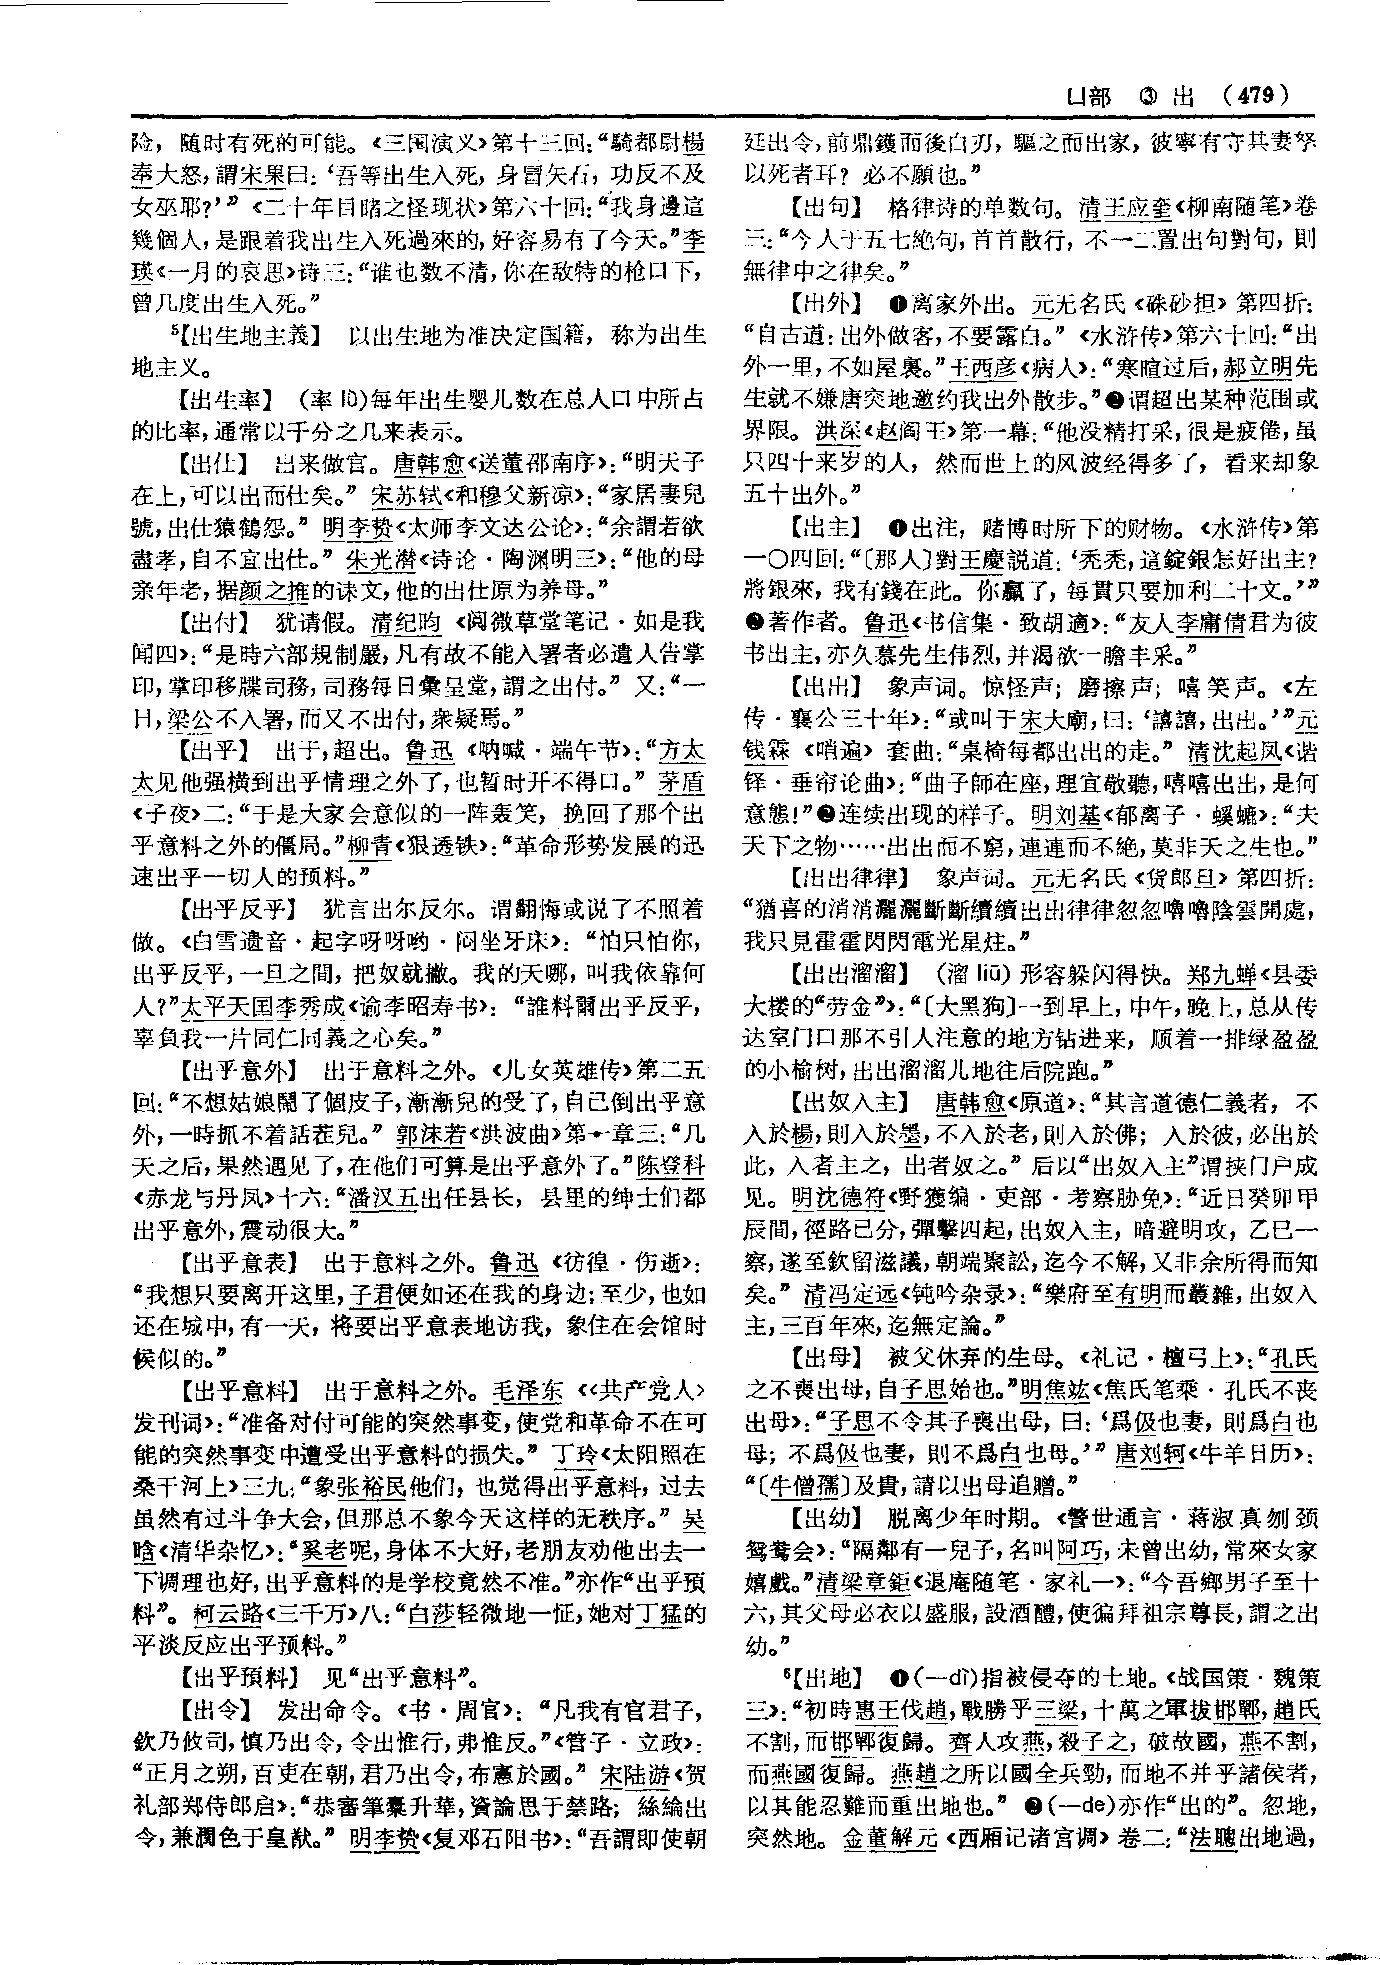 凵部 ③ 出 （479）
险，随时有死的可能。《三国演义》第十三回：“騎都尉楊
奉大怒，謂宋果曰：‘吾等出生入死，身冒矢石，功反不及
女巫耶？’”《二十年目睹之怪现状》第六十回：“我身邊這
幾個人，是跟着我出生入死過來的，好容易有了今天。”李
瑛《一月的哀思》诗三：“谁也数不清，你在敌特的枪口下，
曾几度出生入死。”
⁵【出生地主義】 以出生地为准决定国籍，称为出生
地主义。
【出生率】 （率 lǜ)每年出生婴儿数在总人口中所占
的比率，通常以千分之几来表示。
【出仕】 出来做官。唐韩愈《送董邵南序》：“明天子
在上，可以出而仕矣。” 宋苏轼《和穆父新凉》：“家居妻兒
號，出仕猿鶴怨。” 明李贽《太师李文达公论》：“余謂若欲
盡孝，自不宜出仕。” 朱光潜《诗论·陶渊明三》：“他的母
亲年老，据颜之推的诔文，他的出仕原为养母。”
【出付】 犹请假。清纪昀《阅微草堂笔记·如是我
闻四》：“是時六部規制嚴，凡有故不能入署者必遣人告掌
印，掌印移牒司務，司務每日彙呈堂，謂之出付。” 又：“一
日，梁公不入署，而又不出付，衆疑焉。”
【出乎】 出于，超出。鲁迅《呐喊·端午节》：“方太
太见他强横到出乎情理之外了，也暂时开不得口。” 茅盾
《子夜》二：“于是大家会意似的一阵轰笑，挽回了那个出
乎意料之外的僵局。”柳青《狠透铁》：“革命形势发展的迅
速出乎一切人的预料。”
【出乎反乎】 犹言出尔反尔。谓翻悔或说了不照着
做。《白雪遗音·起字呀呀哟·闷坐牙床》：“怕只怕你，
出乎反乎，一旦之間，把奴就撇。我的天哪，叫我依靠何
人？”太平天国李秀成《谕李昭寿书》：“誰料爾出乎反乎，
辜負我一片同仁同義之心矣。”
【出乎意外】 出于意料之外。《儿女英雄传》第二五
回：“不想姑娘鬧了個皮子，漸漸兒的受了，自己倒出乎意
外，一時抓不着話茬兒。” 郭沫若《洪波曲》第十一章三：“几
天之后，果然遇见了，在他们可算是出乎意外了。”陈登科
《赤龙与丹凤》十六：“潘汉五出任县长，县里的绅士们都
出乎意外，震动很大。”
【出乎意表】 出于意料之外。鲁迅《彷徨·伤逝》：
“我想只要离开这里，子君便如还在我的身边；至少，也如
还在城中，有一天，将要出乎意表地访我，象住在会馆时
候似的。”
【出乎意料】 出于意料之外。毛泽东《〈共产党人〉
发刊词》：“准备对付可能的突然事变，使党和革命不在可
能的突然事变中遭受出乎意料的损失。” 丁玲《太阳照在
桑干河上》三九：“象张裕民他们，也觉得出乎意料，过去
虽然有过斗争大会，但那总不象今天这样的无秩序。” 吴
晗《清华杂忆》：“奚老呢，身体不大好，老朋友劝他出去一
下调理也好，出乎意料的是学校竟然不准。”亦作“出乎預
料”。 柯云路《三千万》八：“白莎轻微地一怔，她对丁猛的
平淡反应出乎预料。”
【出乎預料】 见“出乎意料”。
【出令】 发出命令。《书·周官》：“凡我有官君子，
欽乃攸司，慎乃出令，令出惟行，弗惟反。”《管子·立政》：
“正月之朔，百吏在朝，君乃出令，布憲於國。” 宋陆游《贺
礼部郑侍郎启》：“恭審筆橐升華，資論思于禁路；絲綸出
令，兼潤色于皇猷。” 明李贽《复邓石阳书》：“吾謂即使朝
廷出令，前鼎鑊而後白刃，驅之而出家，彼寧有守其妻孥
以死者耳？必不願也。”
【出句】 格律诗的单数句。清王应奎《柳南随笔》卷
三：“今人于五七絶句，首首散行，不一二置出句對句，則
無律中之律矣。”
【出外】 ❶离家外出。元无名氏《硃砂担》第四折：
“自古道：出外做客，不要露白。”《水浒传》第六十回：“出
外一里，不如屋裏。”王西彦《病人》：“寒暄过后，郝立明先
生就不嫌唐突地邀约我出外散步。”❷谓超出某种范围或
界限。洪深《赵阎王》第一幕：“他没精打采，很是疲倦，虽
只四十来岁的人，然而世上的风波经得多了，看来却象
五十出外。”
【出主】 ❶出注，赌博时所下的财物。《水浒传》第
一〇四回：“〔那人〕對王慶説道：‘禿禿，這錠銀怎好出主？
將銀來，我有錢在此。你贏了，每貫只要加利二十文。’”
❷著作者。鲁迅《书信集·致胡適》：“友人李庸倩君为彼
书出主，亦久慕先生伟烈，并渴欲一瞻丰采。”
【出出】 象声词。惊怪声；磨擦声；嘻笑声。《左
传·襄公三十年》：“或叫于宋大廟，曰：‘譆譆，出出。’”元
钱霖《哨遍》套曲：“桌椅每都出出的走。” 清沈起凤《谐
铎·垂帘论曲》：“曲子師在座，理宜敬聽，嘻嘻出出，是何
意態！”❷连续出现的样子。明刘基《郁离子·螇螰》：“夫
天下之物……出出而不窮，連連而不絶，莫非天之生也。”
【出出律律】 象声词。元无名氏《货郎旦》第四折：
“猶喜的消消灑灑斷斷續續出出律律忽忽嚕嚕陰雲開處，
我只見霍霍閃閃電光星炷。”
【出出溜溜】 （溜 liū）形容躲闪得快。郑九蝉《县委
大楼的“劳金”》：“〔大黑狗〕一到早上，中午，晚上，总从传
达室门口那不引人注意的地方钻进来，顾着一排绿盈盈
的小榆树，出出溜溜儿地往后院跑。”
【出奴入主】 唐韩愈《原道》：“其言道德仁義者，不
入於楊，則入於墨，不入於老，則入於佛；入於彼，必出於
此，入者主之，出者奴之。” 后以“出奴入主”谓挟门户成
见。明沈德符《野獲编·吏部·考察胁免》：“近日癸卯甲
辰間，徑路已分，彈擊四起，出奴入主，暗避明攻，乙巳一
察，遂至欽留滋議，朝端聚訟，迄今不解，又非余所得而知
矣。” 清冯定远《钝吟杂录》：“樂府至有明而叢雜，出奴入
主，三百年來，迄無定論。”
【出母】 被父休弃的生母。《礼记·檀弓上》：“孔氏
之不喪出母，自子思始也。”明焦竑《焦氏笔乘·孔氏不丧
出母》：“子思不令其子喪出母，曰：‘爲伋也妻，則爲白也
母；不爲伋也妻，則不爲白也母。’” 唐刘轲《牛羊日历》：
“〔牛僧孺〕及貴，請以出母追贈。”
【出幼】 脱离少年时期。《警世通言·蒋淑真刎颈
鸳鸯会》：“隔鄰有一兒子，名叫阿巧，未曾出幼，常來女家
嬉戲。”清梁章鉅《退庵随笔·家礼一》：“今吾鄉男子至十
六，其父母必衣以盛服，設酒醴，使徧拜祖宗尊長，謂之出
幼。”
⁶【出地】 ❶（—dì）指被侵夺的土地。《战国策·魏策
三》：“初時惠王伐趙，戰勝乎三梁，十萬之軍拔邯鄲，趙氏
不割，而邯鄲復歸。齊人攻燕，殺子之，破故國，燕不割，
而燕國復歸。燕趙之所以國全兵勁，而地不并乎諸侯者，
以其能忍難而重出地也。” ❷（—de）亦作“出的”。忽地，
突然地。金董解元《西厢记诸宫调》卷二：“法聰出地過，